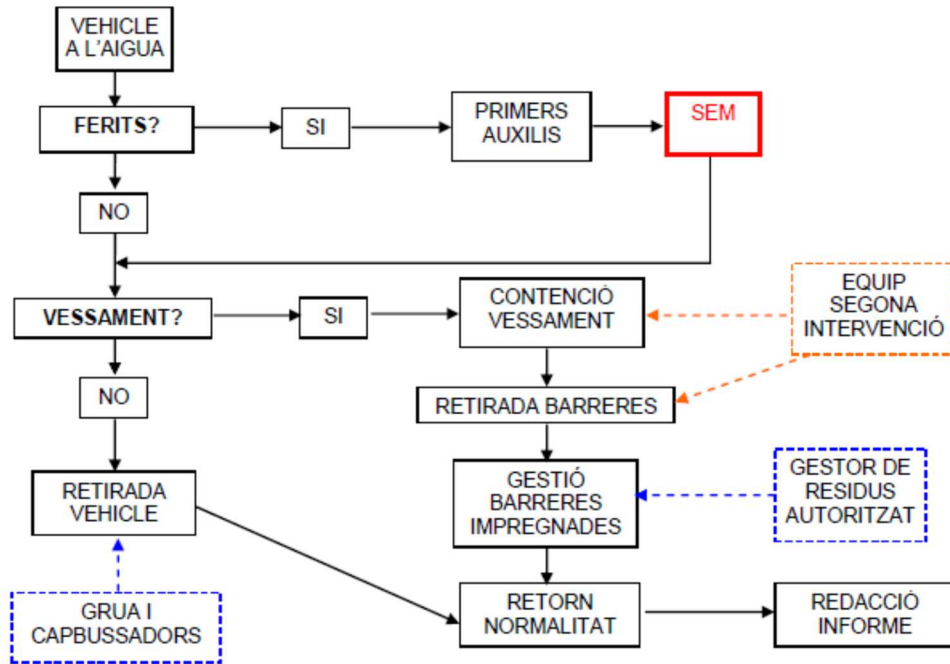 VEHICLE
A L'AIGUA
FERITS?
SI
PRIMERS
AUXILIS
SEM
NO
VESSAMENT?
SI
CONTENCIÓ
VESSAMENT
EQUIP
SEGONA
INTERVENCIÓ
NO
RETIRADA BARRERES
RETIRADA
VEHICLE
GESTIÓ
BARRERES
IMPREGNADES
GESTOR DE
RESIDUS
AUTORITZAT
GRUA I
CAPBUSSADORS
RETORN
NORMALITAT
REDACCIÓ
INFORME